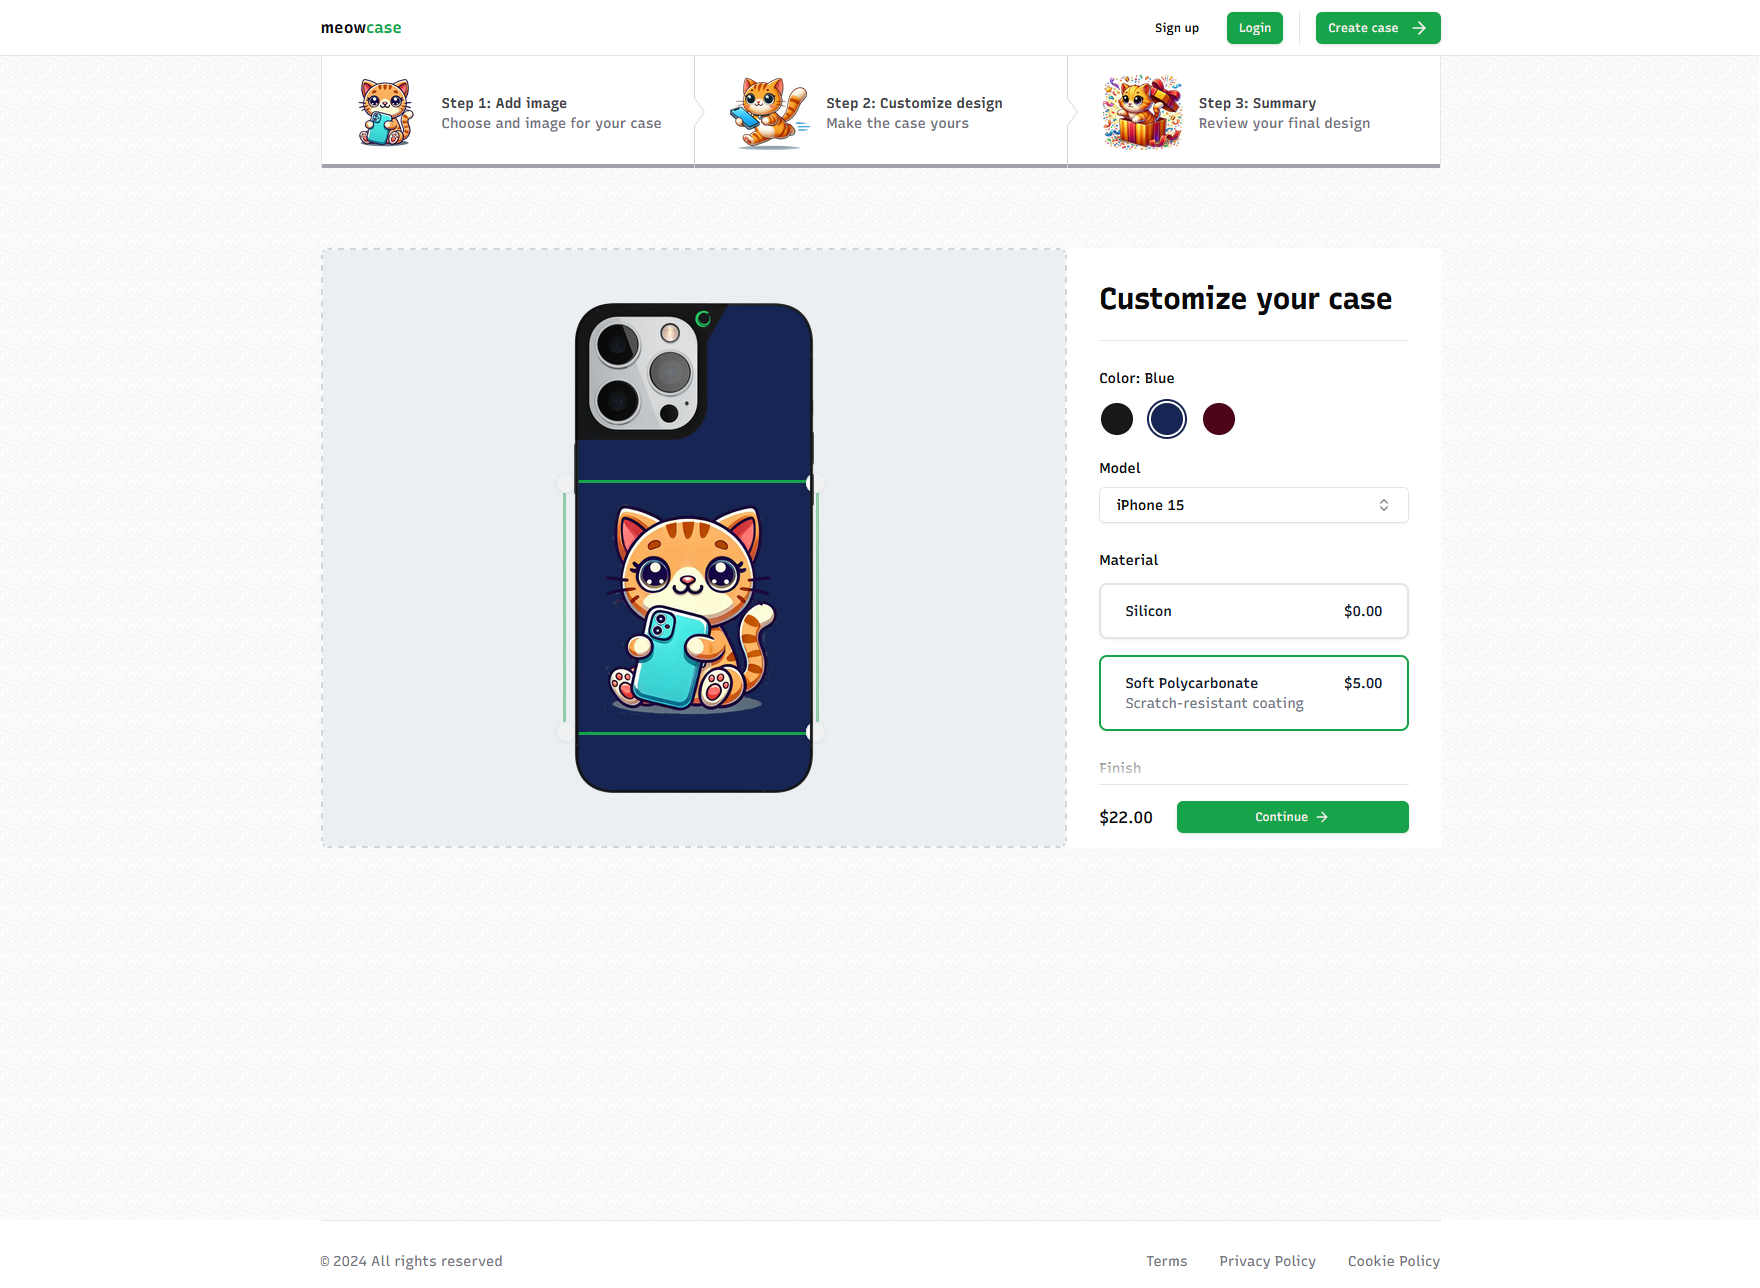 meowcase
Sign up
Login
Create case
Step 1: Add image
Choose and image for your case
Step 2: Customize design
Make the case yours
Step 3: Summary
Review your final design
Customize your case
Color: Blue
Model
iPhone 15
Material
Silicon
$0.00
Soft Polycarbonate
$5.00
Scratch-resistant coating
Finish
$22.00
Continue
© 2024 All rights reserved
Terms
Privacy Policy
Cookie Policy